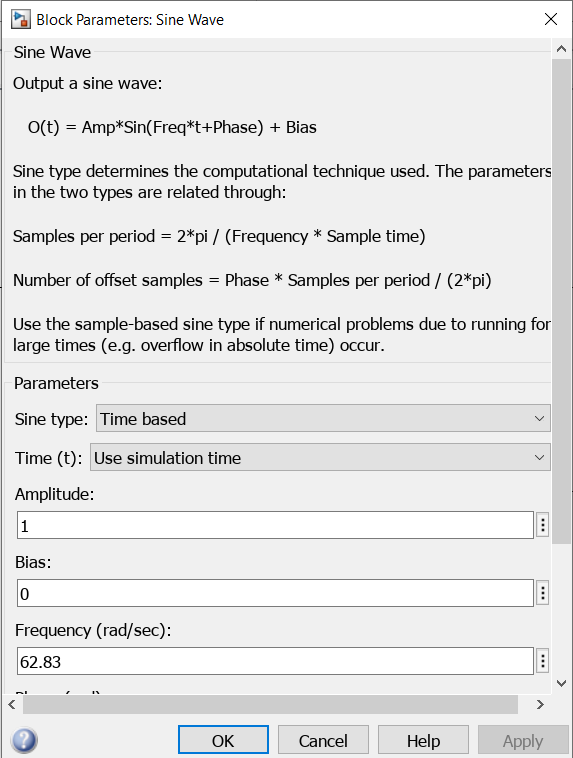 Block Parameters: Sine Wave
Sine Wave
Output a sine wave:
O(t) = Amp*Sin(Freq*t+Phase) + Bias
Sine type determines the computational technique used. The parameters
in the two types are related through:
Samples per period = 2*pi / (Frequency * Sample time)
Number of offset samples = Phase * Samples per period / (2*pi)
Use the sample-based sine type if numerical problems due to running for
large times (e.g. overflow in absolute time) occur.
Parameters
Sine type: Time based
Time (t): Use simulation time
Amplitude:
1
Bias:
0
Frequency (rad/sec):
62.83
OK Cancel Help Apply